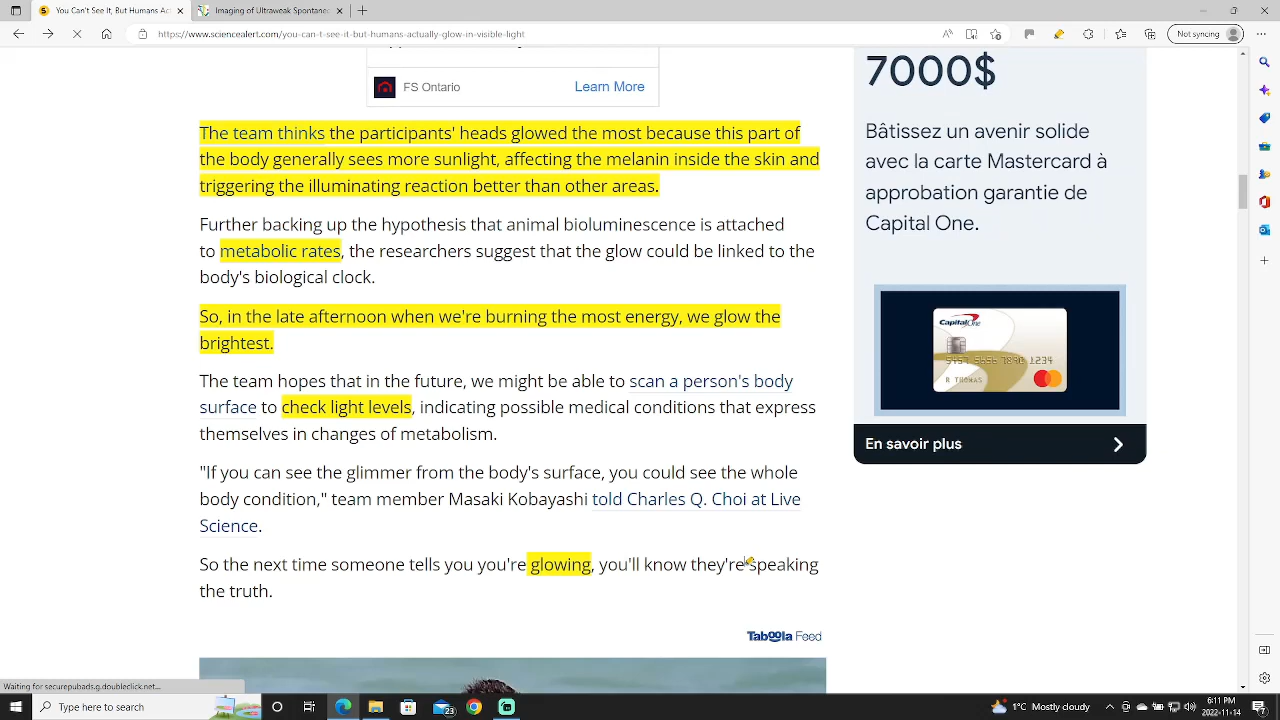 You Can't See It, But Humans Ac
Imaging of Ultraweak Spontaneo
https://www.sciencealert.com/you-can-t-see-it-but-humans-actually-glow-in-visible-light
Not syncing
FS Ontario
Learn More
The team thinks the participants' heads glowed the most because this part of
the body generally sees more sunlight, affecting the melanin inside the skin and
triggering the illuminating reaction better than other areas.
Further backing up the hypothesis that animal bioluminescence is attached
to metabolic rates, the researchers suggest that the glow could be linked to the
body's biological clock.
So, in the late afternoon when we're burning the most energy, we glow the
brightest.
The team hopes that in the future, we might be able to scan a person's body
surface to check light levels, indicating possible medical conditions that express
themselves in changes of metabolism.
"If you can see the glimmer from the body's surface, you could see the whole
body condition," team member Masaki Kobayashi told Charles Q. Choi at Live
Science.
So the next time someone tells you you're glowing, you'll know they're speaking
the truth.
Taboola Feed
7000$
Bâtissez un avenir solide
avec la carte Mastercard à
approbation garantie de
Capital One.
Capital One
R THOMAS
En savoir plus
Waiting for securepubads.g.doubleclick.net...
Type here to search
23
1°C Mostly cloudy
6:11 PM
2022-11-14